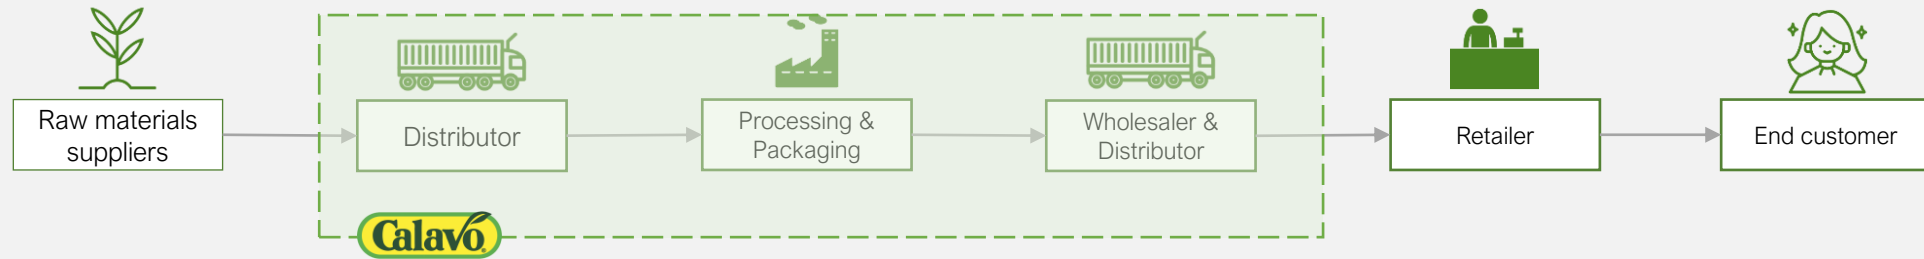 Raw materials
suppliers
Distributor
Processing &
Packaging
Wholesaler &
Distributor
Retailer
End customer
Calavo